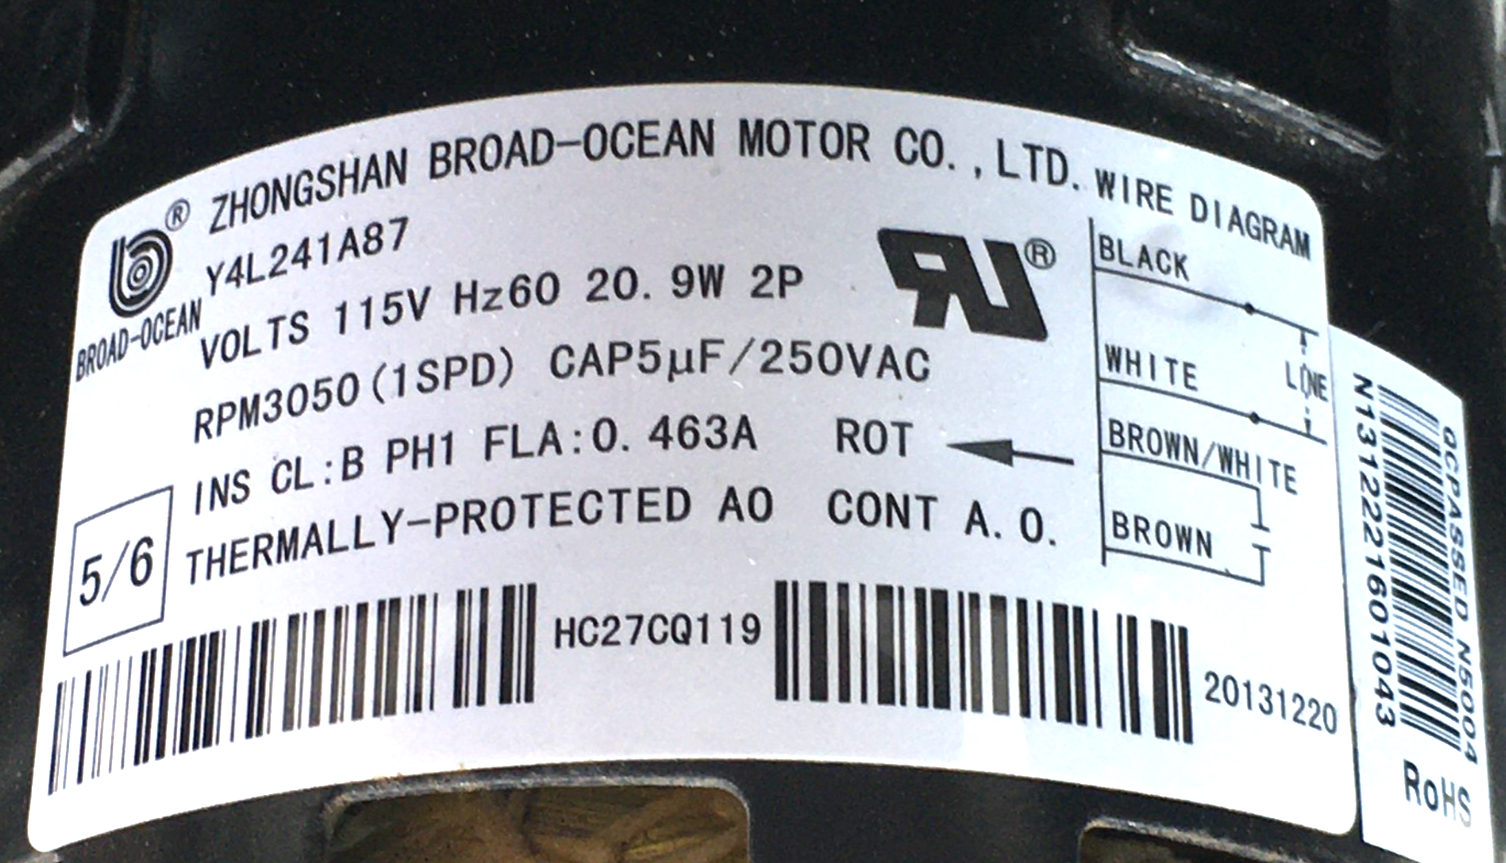 ZHONGSHAN BROAD-OCEAN MOTOR CO.,LTD.
®
BROAD-OCEAN
Y4L241A87
VOLTS 115V Hz60 20.9W 2P
RPM3050(1SPD) CAP5μF/250VAC
INS CL:B PH1 FLA:0.463A ROT
THERMALLY-PROTECTED AO CONT A.O.
5/6
®
WIRE DIAGRAM
BLACK
WHITE
LINE
BROWN/WHITE
BROWN
HC27CQ119
20131220
N1312221601043
QCPASSED N5004
RoHS